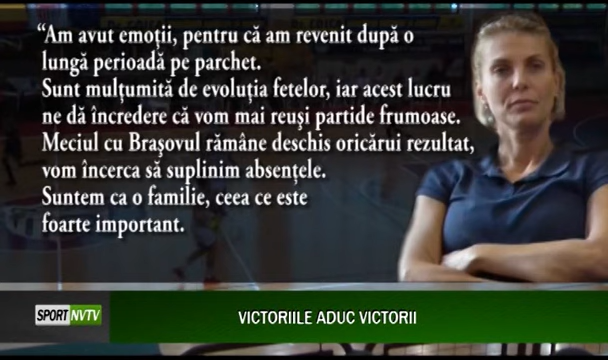 “Am avut emoții, pentru că am revenit după o
lungă perioadă pe parchet.
Sunt mulțumită de evoluția fetelor, iar acest lucru
ne dă încredere că vom mai reuși partide frumoase.
Meciul cu Brașovul rămâne deschis oricărui rezultat,
vom încerca să suplinim absențele.
Suntem ca o familie, ceea ce este
foarte important.
SPORT NVTV
VICTORIILE ADUC VICTORII